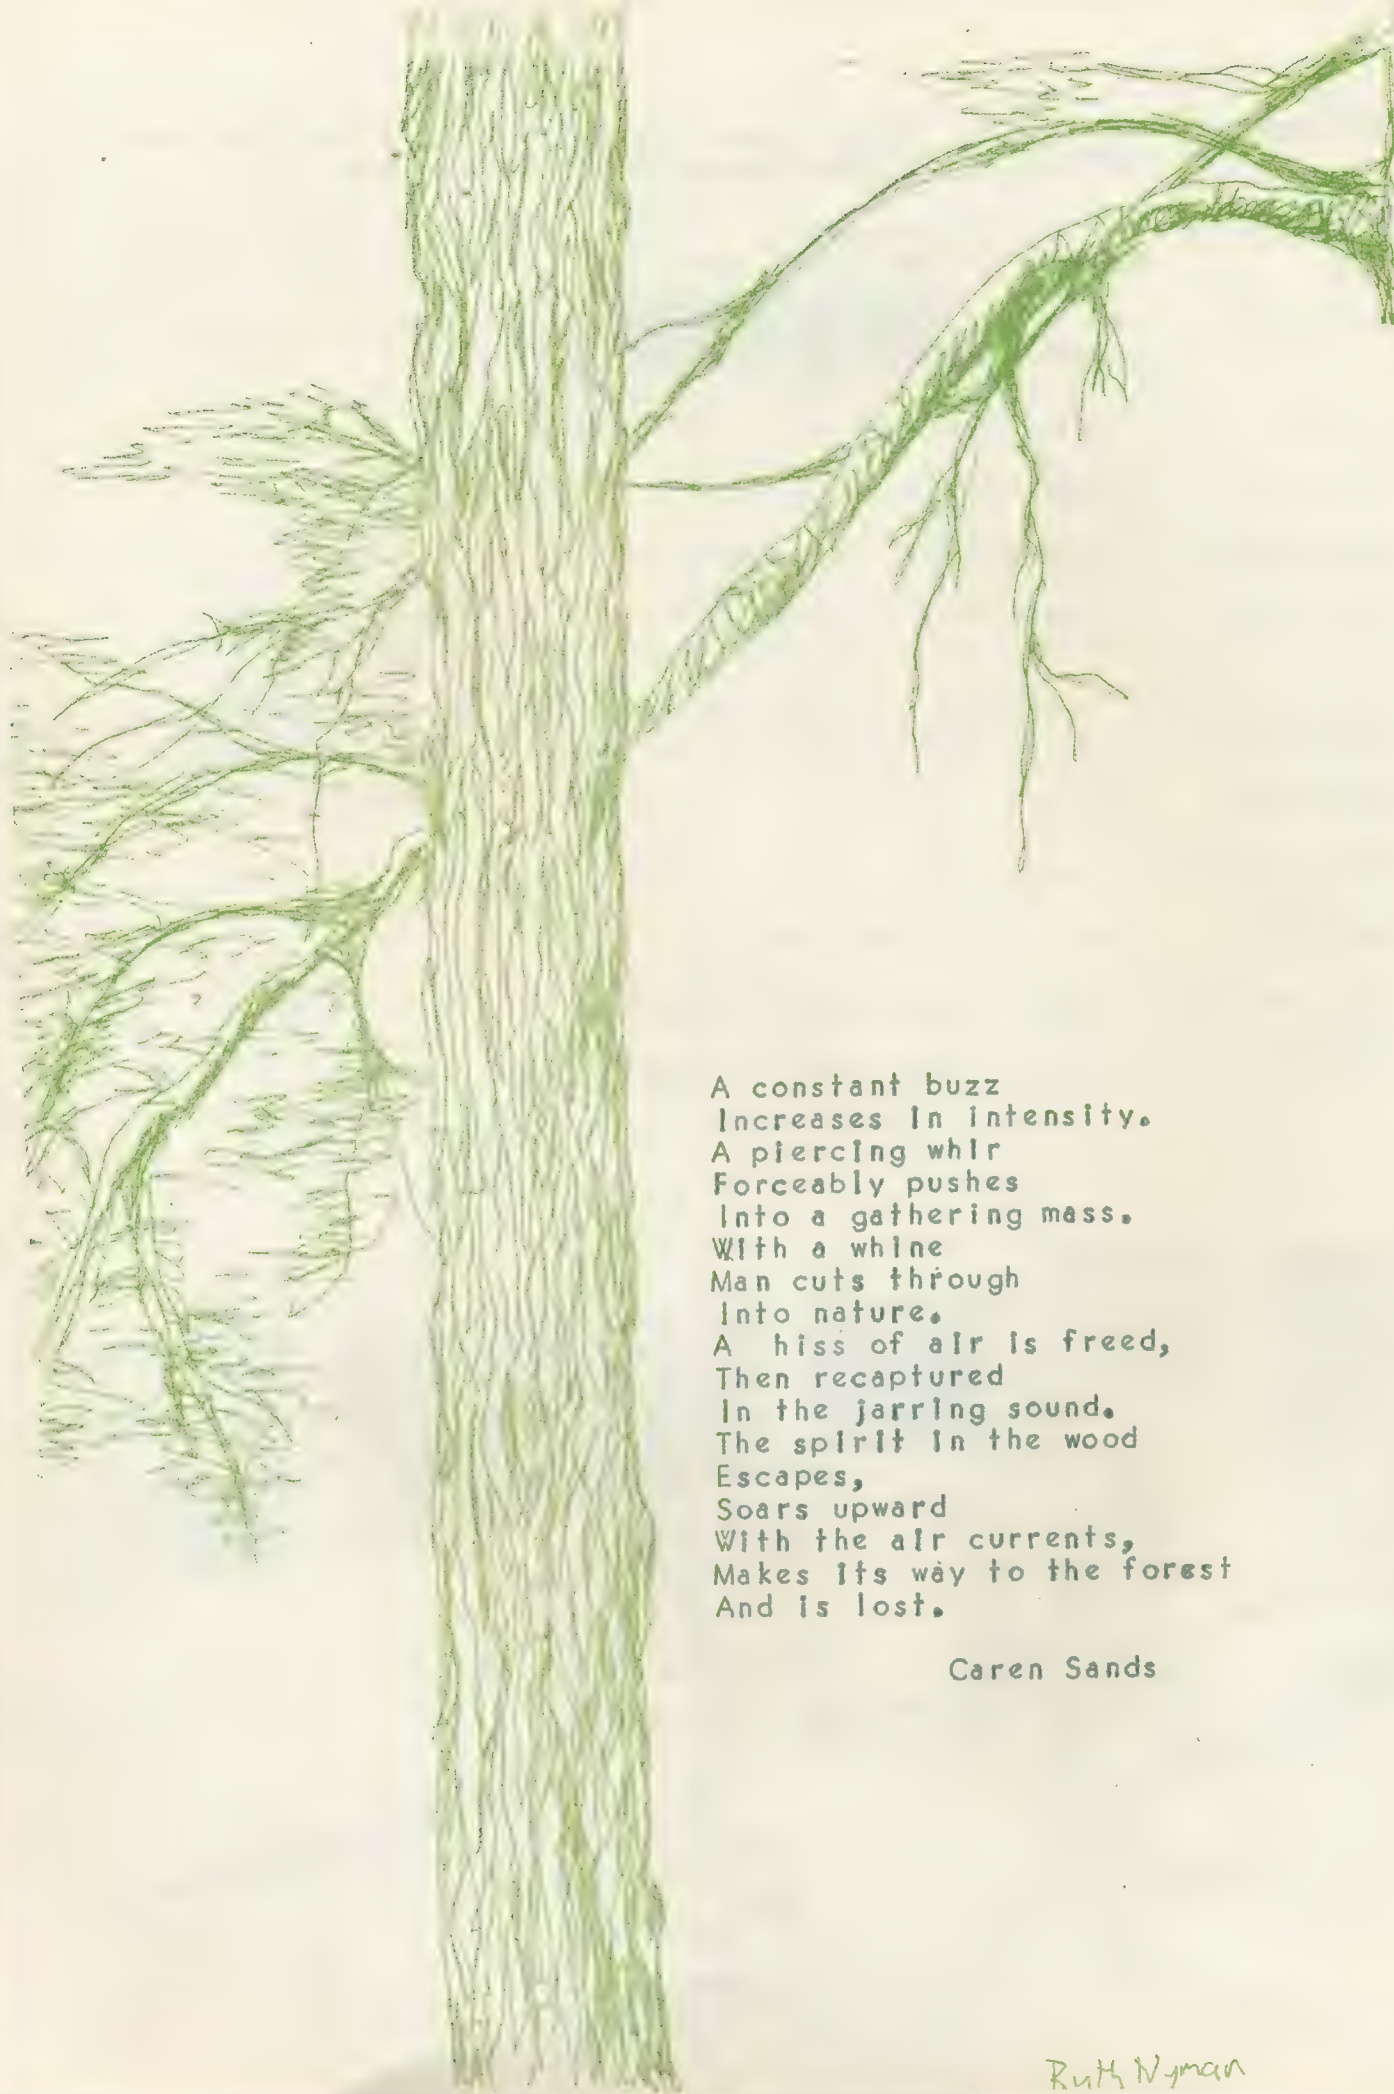 A constant buzz
Increases in intensity.
A piercing whir
Forceably pushes
Into a gathering mass.
With a whine
Man cuts through
Into nature.
A hiss of air is freed,
Then recaptured
In the jarring sound.
The spirit in the wood
Escapes,
Soars upward
With the air currents,
Makes its way to the forest
And is lost.
Caren Sands
Ruth Nyman